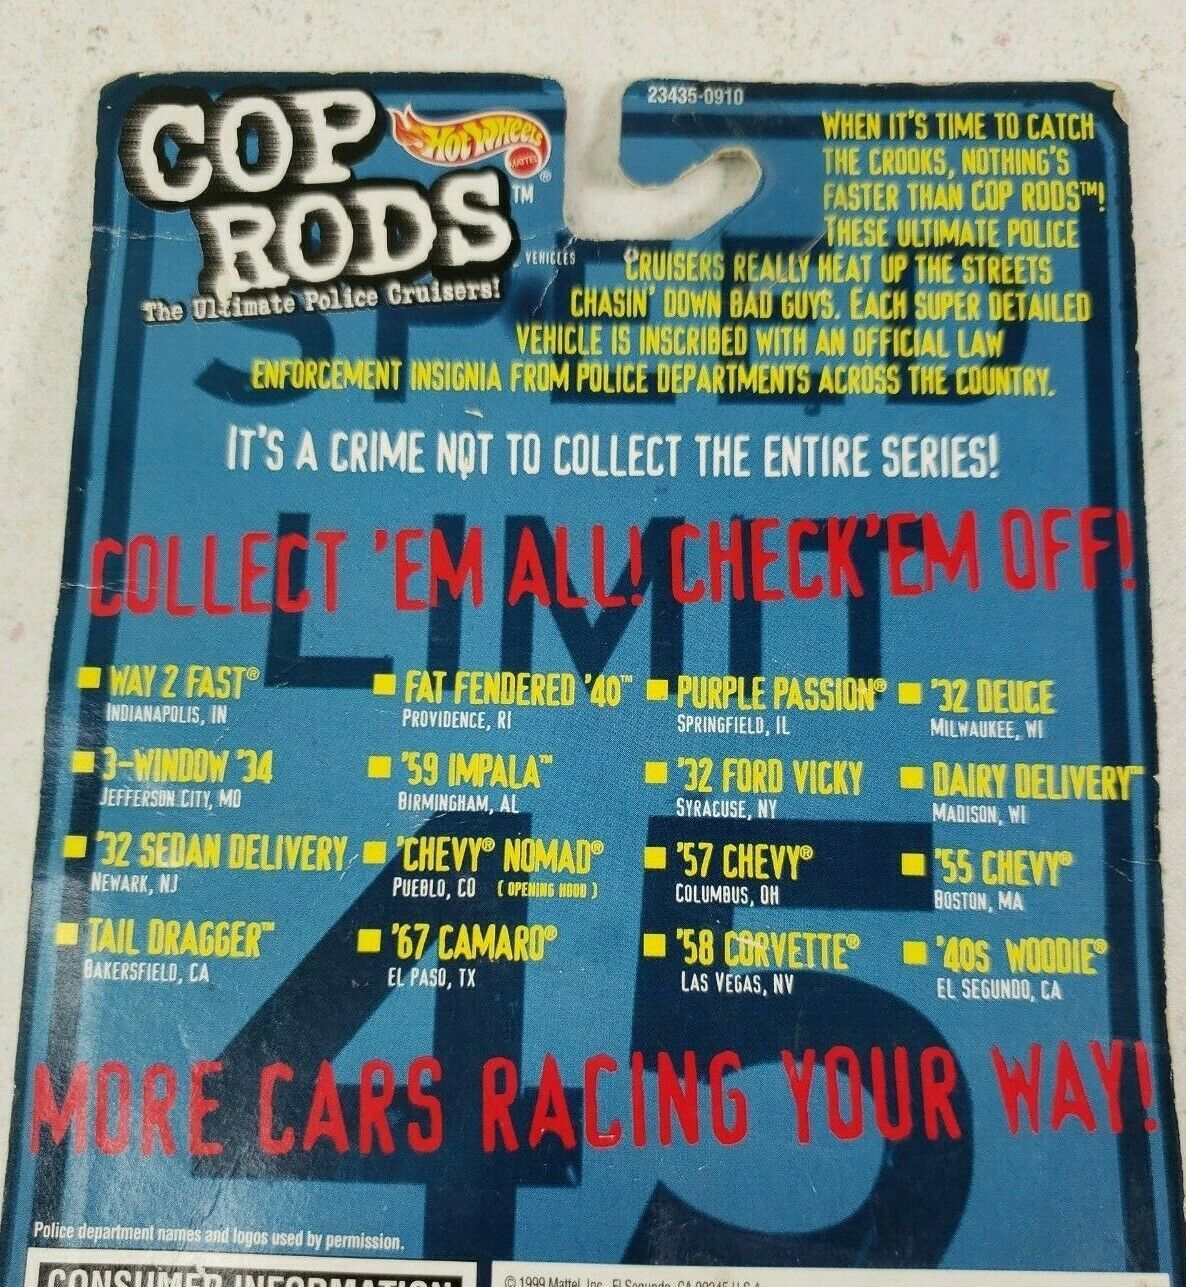 COP
RODS™
Hot Wheels®
MATTEL
VEHICLES
The Ultimate Police Cruisers!
23435-0910
WHEN IT'S TIME TO CATCH
THE CROOKS, NOTHING'S
FASTER THAN COP RODS™!
THESE ULTIMATE POLICE
CRUISERS REALLY HEAT UP THE STREETS
CHASIN' DOWN BAD GUYS. EACH SUPER DETAILED
VEHICLE IS INSCRIBED WITH AN OFFICIAL LAW
ENFORCEMENT INSIGNIA FROM POLICE DEPARTMENTS ACROSS THE COUNTRY.
SPEED
IT'S A CRIME NOT TO COLLECT THE ENTIRE SERIES!
LIMIT
COLLECT 'EM ALL! CHECK 'EM OFF!
WAY 2 FAST®
INDIANAPOLIS, IN
FAT FENDERED '40™
PROVIDENCE, RI
PURPLE PASSION®
SPRINGFIELD, IL
'32 DEUCE
MILWAUKEE, WI
3-WINDOW '34
JEFFERSON CITY, MO
'59 IMPALA™
BIRMINGHAM, AL
'32 FORD VICKY
SYRACUSE, NY
DAIRY DELIVERY™
MADISON, WI
45
'32 SEDAN DELIVERY
NEWARK, NJ
'CHEVY® NOMAD®
PUEBLO, CO (OPENING HOOD)
'57 CHEVY®
COLUMBUS, OH
'55 CHEVY®
BOSTON, MA
TAIL DRAGGER™
BAKERSFIELD, CA
'67 CAMARO®
EL PASO, TX
'58 CORVETTE®
LAS VEGAS, NV
'40S WOODIE®
EL SEGUNDO, CA
MORE CARS RACING YOUR WAY!
Police department names and logos used by permission.
CONSUMER INFORMATION
© 1999 Mattel, Inc., El Segundo, CA 90245 U.S.A.